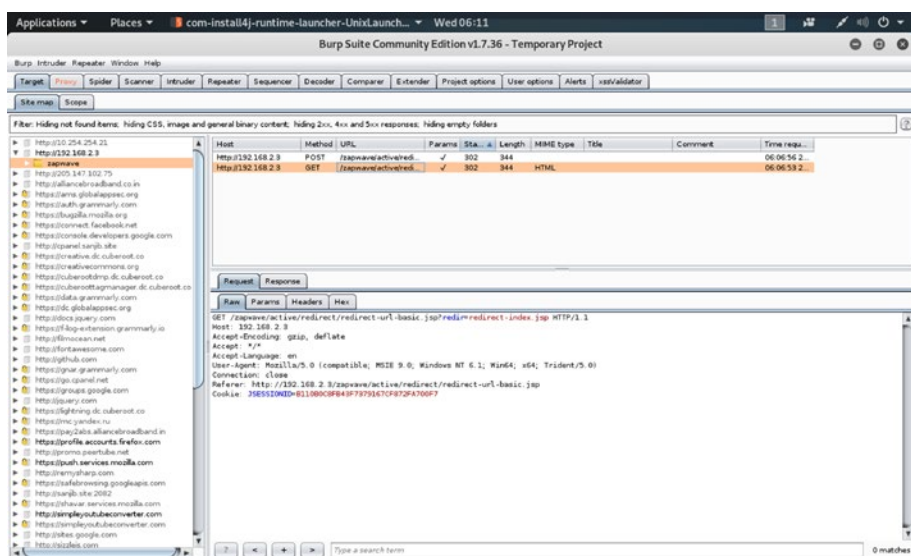 Applications Places com-install4j-runtime-launcher-UnixLaunch... Wed 06:11 1
Burp Suite Community Edition v1.7.36 - Temporary Project
Burp Intruder Repeater Window Help
Target Proxy Spider Scanner Intruder Repeater Sequencer Decoder Comparer Extender Project options User options Alerts xssValidator
Site map Scope
Filter: Hiding not found items; hiding CSS, image and general binary content; hiding 2xx, 4xx and 5xx responses; hiding empty folders
?
http://10.254.254.21
http://192.168.2.3
zapwave
http://205.147.102.75
http://alliancebroadband.co.in
https://ams.globalappsec.org
https://auth.grammarly.com
https://bugzilla.mozilla.org
https://connect.facebook.net
https://console.developers.google.com
http://cpanel.sanjib.site
https://creative.dc.cuberoot.co
https://creativecommons.org
https://cuberootdmp.dc.cuberoot.co
https://cuberoottagmanager.dc.cuberoot.co
https://data.grammarly.com
https://dc.globalappsec.org
http://docs.jquery.com
https://f-log-extension.grammarly.io
http://filmocean.net
http://fontawesome.com
http://github.com
https://gnar.grammarly.com
https://go.cpanel.net
https://groups.google.com
http://jquery.com
https://lightning.dc.cuberoot.co
https://mc.yandex.ru
https://pay2abs.alliancebroadband.in
https://profile.accounts.firefox.com
http://promo.peertube.net
https://push.services.mozilla.com
http://remysharp.com
https://safebrowsing.googleapis.com
http://sanjib.site:2082
https://shavar.services.mozilla.com
http://simpleyoutubeconverter.com
https://simpleyoutubeconverter.com
http://sites.google.com
http://sizzlejs.com
Host Method URL Params Sta... Length MIME type Title Comment Time requ...
http://192.168.2.3 POST /zapwave/active/redi... ✓ 302 344 06:06:56 2...
http://192.168.2.3 GET /zapwave/active/redi... ✓ 302 344 HTML 06:06:53 2...
Request Response
Raw Params Headers Hex
GET /zapwave/active/redirect/redirect-url-basic.jsp?redir=redirect-index.jsp HTTP/1.1
Host: 192.168.2.3
Accept-Encoding: gzip, deflate
Accept: */*
Accept-Language: en
User-Agent: Mozilla/5.0 (compatible; MSIE 9.0; Windows NT 6.1; Win64; x64; Trident/5.0)
Connection: close
Referer: http://192.168.2.3/zapwave/active/redirect/redirect-url-basic.jsp
Cookie: JSESSIONID=
? < + > Type a search term 0 matches